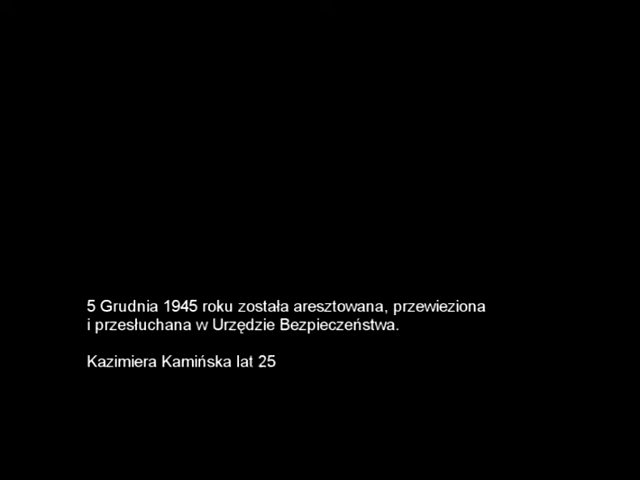 5 Grudnia 1945 roku została aresztowana, przewieziona
i przesłuchana w Urzędzie Bezpieczeństwa.
Kazimiera Kamińska lat 25